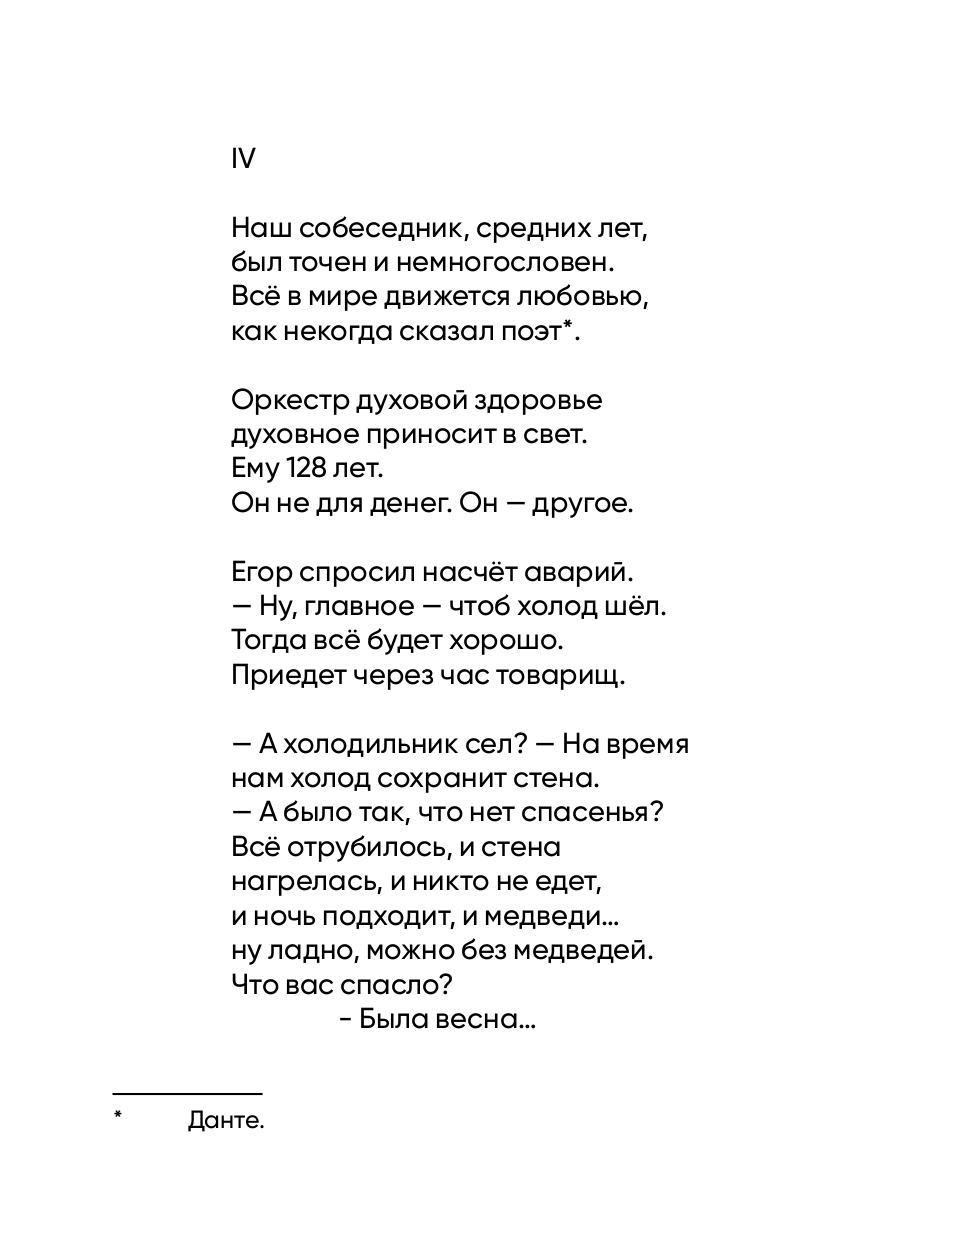 IV
Наш собеседник, средних лет,
был точен и немногословен.
Всё в мире движется любовью,
как некогда сказал поэт*.
Оркестр духовой здоровье
духовное приносит в свет.
Ему 128 лет.
Он не для денег. Он — другое.
Егор спросил насчёт аварий.
— Ну, главное — чтоб холод шёл.
Тогда всё будет хорошо.
Приедет через час товарищ.
— А холодильник сел? — На время
нам холод сохранит стена.
— А было так, что нет спасенья?
Всё отрубилось, и стена
нагрелась, и никто не едет,
и ночь подходит, и медведи...
ну ладно, можно без медведей.
Что вас спасло?
- Была весна...
* Данте.